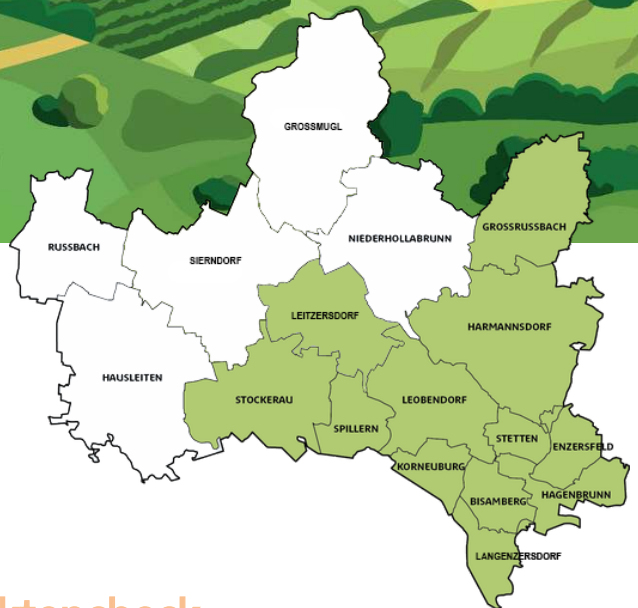 GROSSMUGL
GROSSRUSSBACH
NIEDERHOLLABRUNN
RUSSBACH
SIERNDORF
LEITZERSDORF
HARMANNSDORF
HAUSLEITEN
STOCKERAU
LEOBENDORF
SPILLERN
STETTEN
ENZERSFELD
KORNEUBURG
HAGENBRUNN
BISAMBERG
LANGENZERSDORF